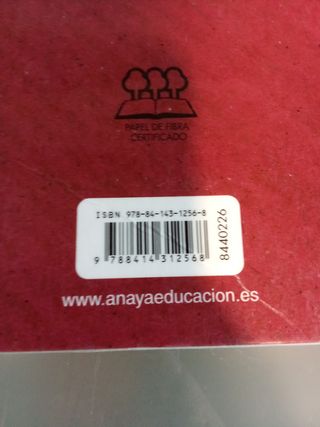 PAPEL DE FIBRA
CERTIFICADO
ISBN 978-84-143-1256-8
9 788414 312568
8440226
www.anayaeducacion.es